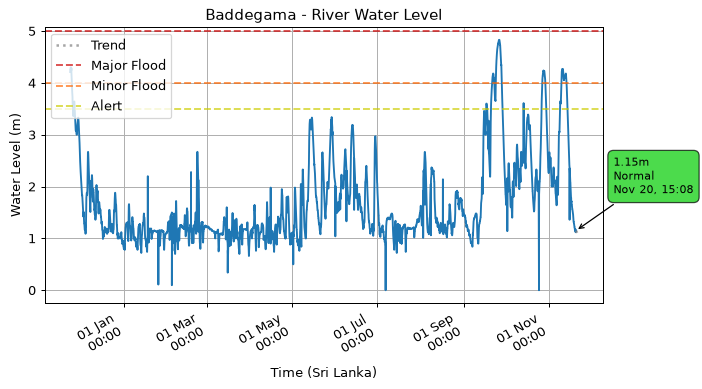 Baddegama - River Water Level
Trend
Major Flood
Minor Flood
Alert
Water Level (m)
5
4
3
2
1
0
1.15m
Normal
Nov 20, 15:08
01 Jan
00:00
01 Mar
00:00
01 May
00:00
01 Jul
00:00
01 Sep
00:00
01 Nov
00:00
Time (Sri Lanka)